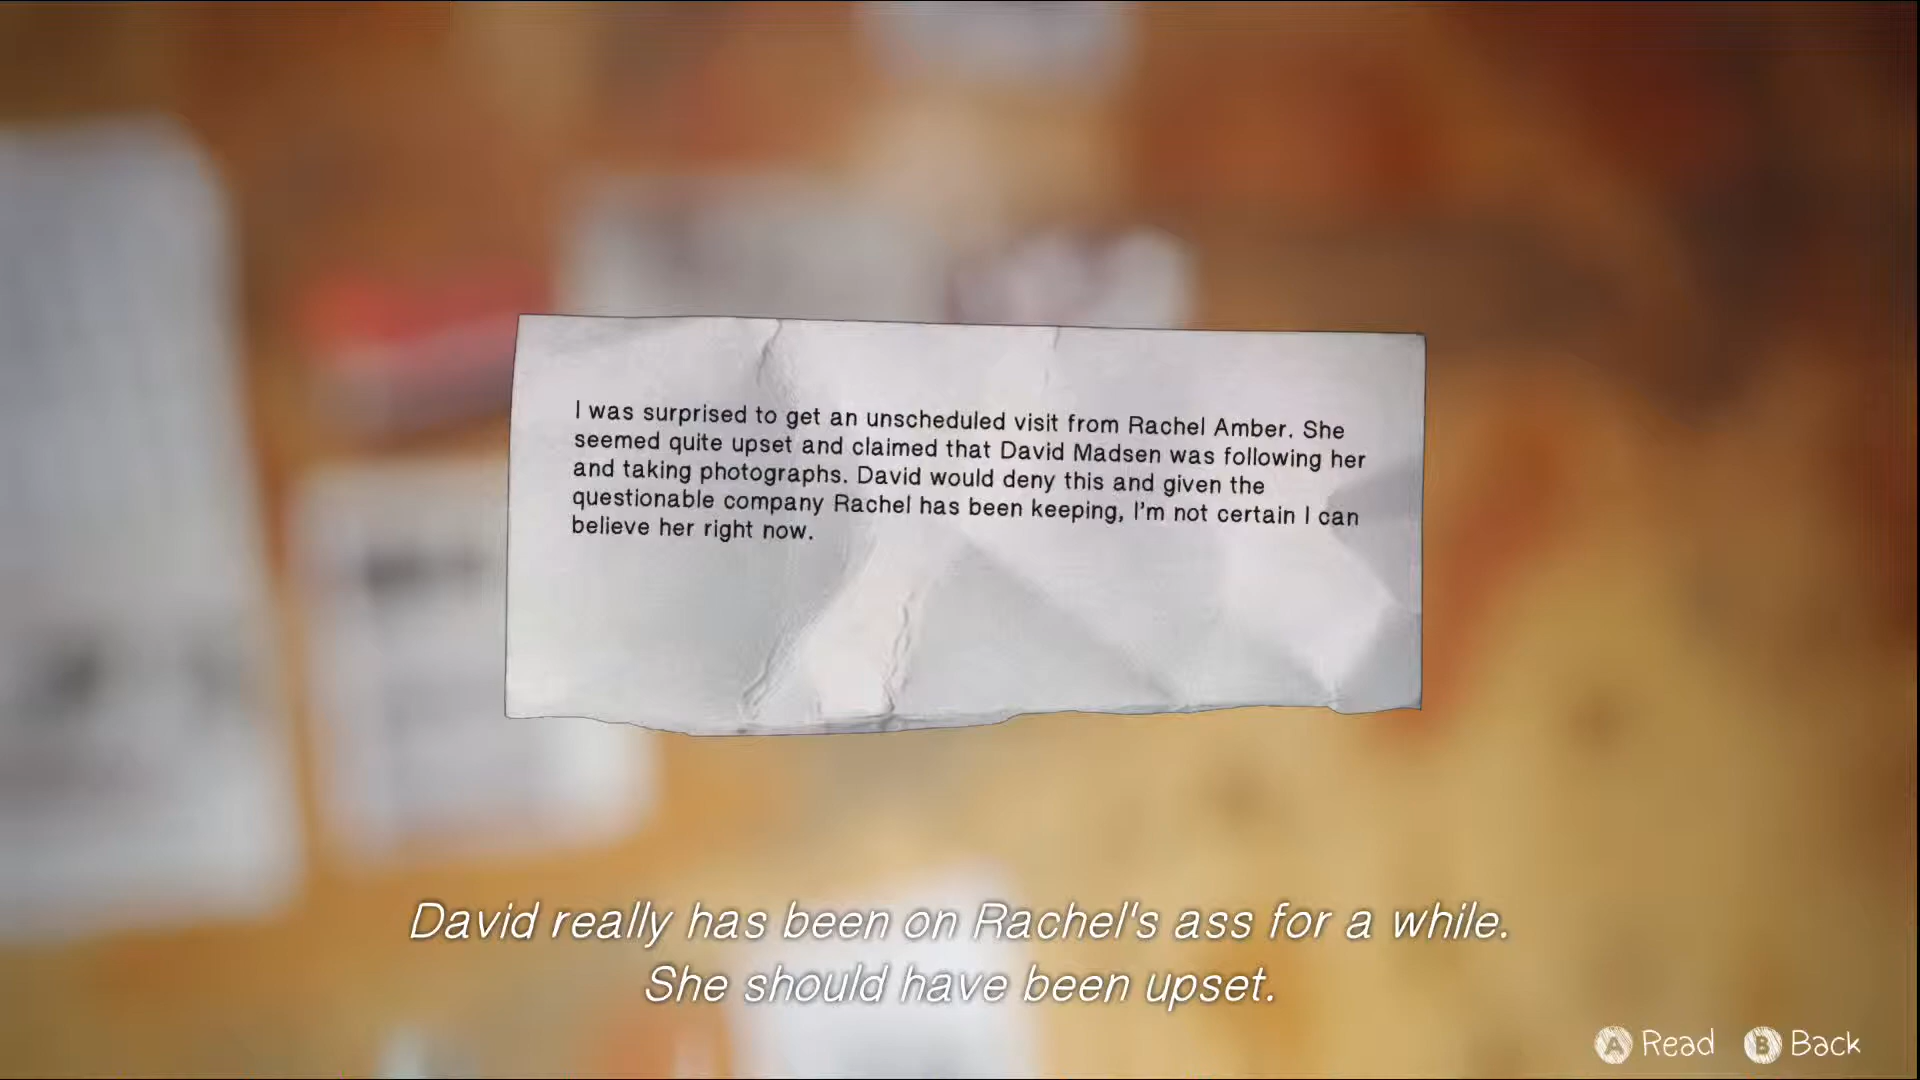 I was surprised to get an unscheduled visit from Rachel Amber. She
seemed quite upset and claimed that David Madsen was following her
and taking photographs. David would deny this and given the
questionable company Rachel has been keeping, I'm not certain I can
believe her right now.
David really has been on Rachel's ass for a while.
She should have been upset.
A Read B Back